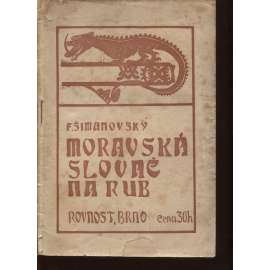 F. SIMANOVSKÝ
MORAVSKÁ
SLOVAČ
NA RUB
ROVNOST, BRNO Cena 30h